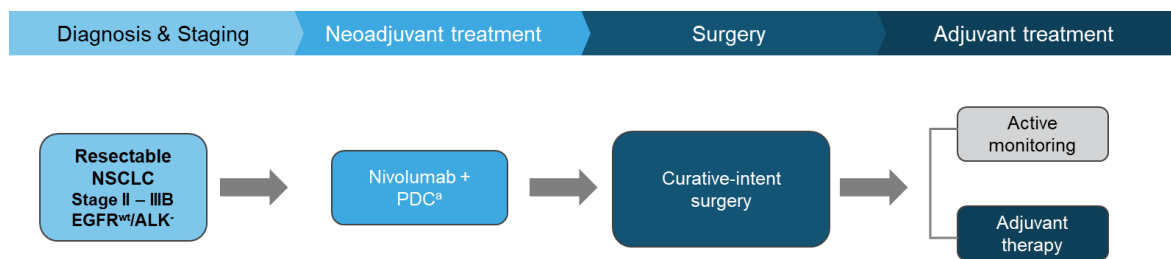 Diagnosis & Staging
Neoadjuvant treatment
Surgery
Adjuvant treatment
Resectable
NSCLC
Stage II – IIIB
EGFRʷᵗ/ALK⁻
Nivolumab +
PDCᵃ
Curative-intent
surgery
Active
monitoring
Adjuvant
therapy